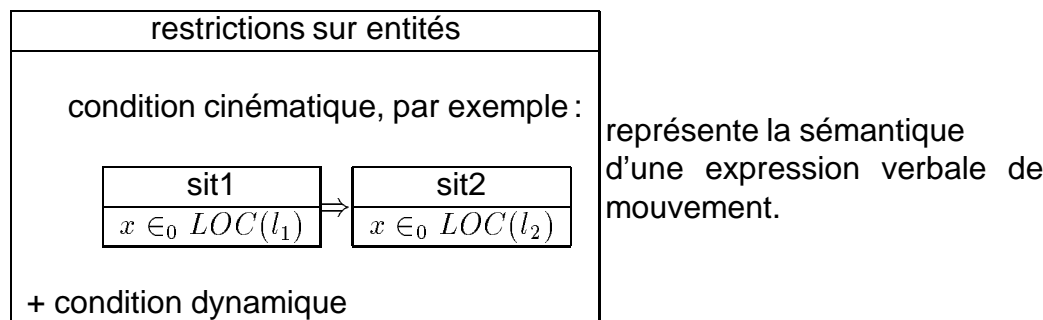 restrictions sur entités
condition cinématique, par exemple :
sit1 ⇒ sit2
x ∈₀ LOC(l₁) x ∈₀ LOC(l₂)
+ condition dynamique
représente la sémantique
d'une expression verbale de
mouvement.